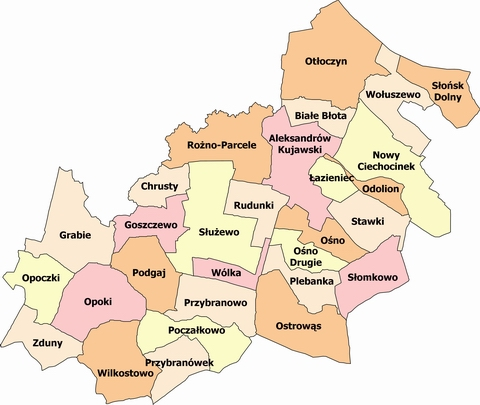 Otłoczyn
Słońsk
Dolny
Wołuszewo
Białe Błota
Aleksandrów
Kujawski
Rożno-Parcele
Nowy
Ciechocinek
Łazieniec
Odolion
Chrusty
Rudunki
Stawki
Goszczewo
Służewo
Grabie
Ośno
Ośno
Drugie
Opoczki
Podgaj
Wólka
Słomkowo
Plebanka
Opoki
Przybranowo
Ostrowąs
Poczałkowo
Zduny
Przybranówek
Wilkostowo